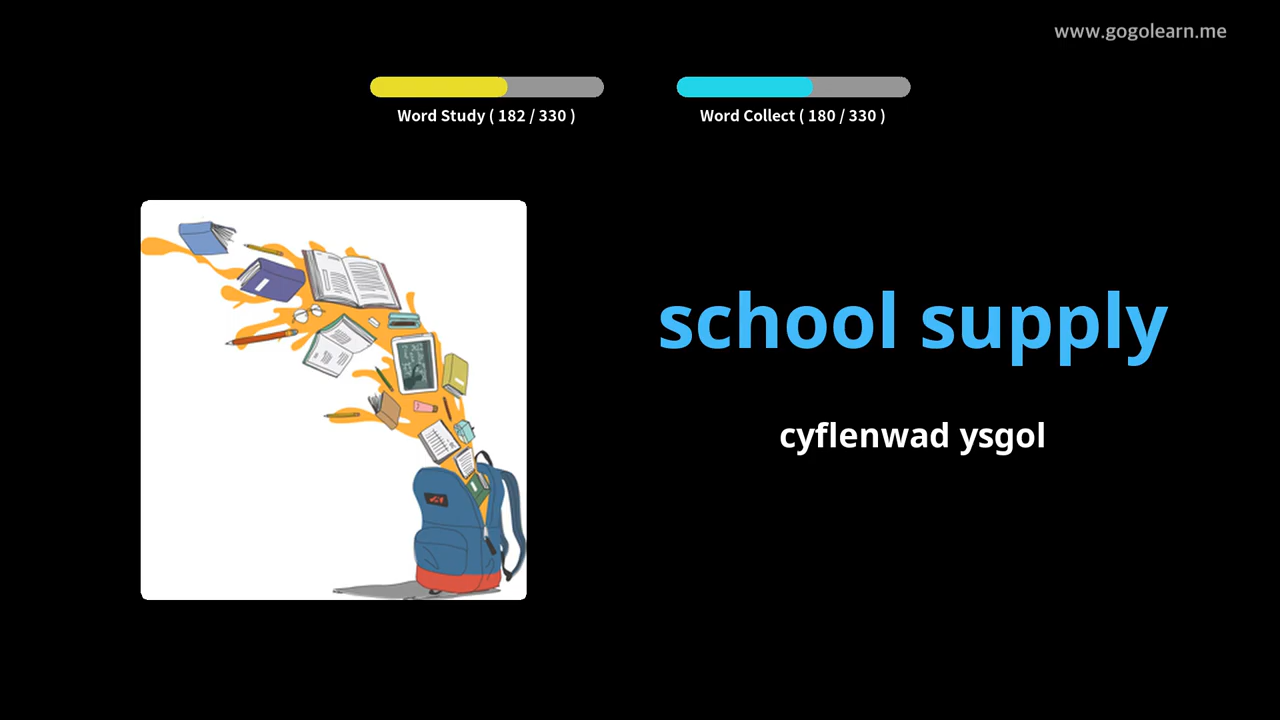 www.gogolearn.me
Word Study ( 182 / 330 )
Word Collect ( 180 / 330 )
school supply
cyflenwad ysgol